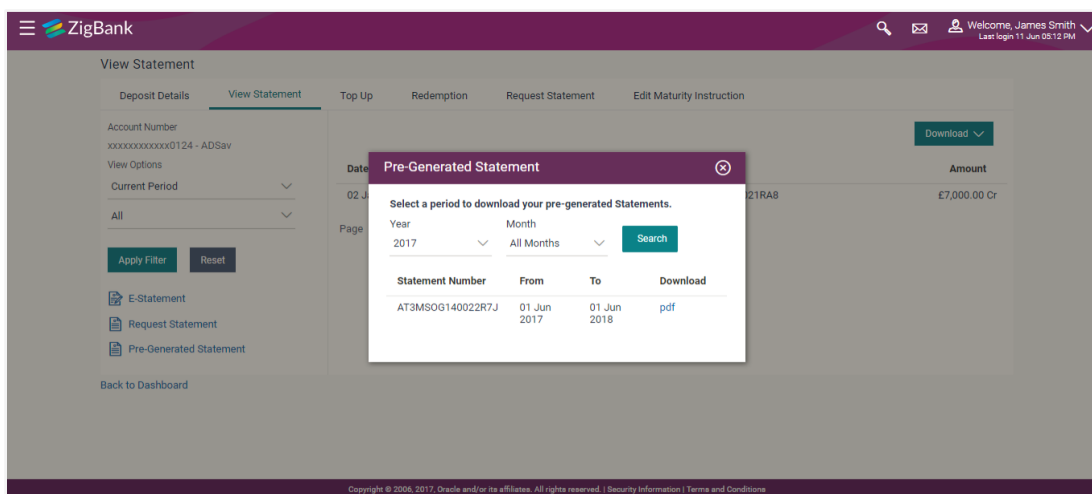 ZigBank
Welcome, James Smith
Last login 11 Jun 05:12 PM
View Statement
Deposit Details View Statement Top Up Redemption Request Statement Edit Maturity Instruction
Account Number
xxxxxxxxxxxx0124 - ADSav
View Options
Current Period
All
Apply Filter Reset
E-Statement
Request Statement
Pre-Generated Statement
Back to Dashboard
Download
Date Amount
02 J 021RA8 £7,000.00 Cr
Page
Pre-Generated Statement
Select a period to download your pre-generated Statements.
Year Month
2017 All Months Search
Statement Number From To Download
AT3MSOG140022R7J 01 Jun 01 Jun pdf
2017 2018
Copyright © 2006, 2017, Oracle and/or its affiliates. All rights reserved. | Security Information | Terms and Conditions